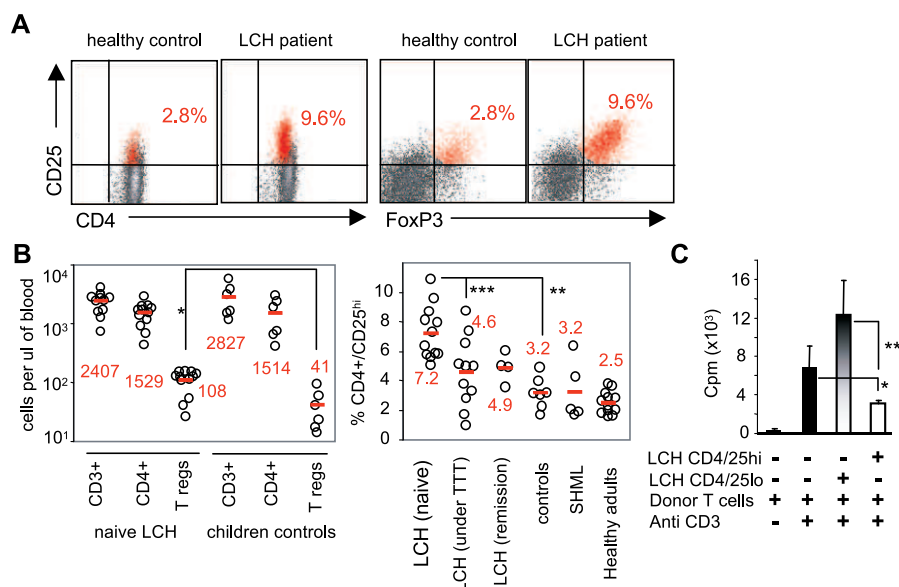 A
healthy control
LCH patient
healthy control
LCH patient
2.8%
9.6%
2.8%
9.6%
CD25
CD4
FoxP3
B
cells per ul of blood
10⁴
10³
10²
10¹
2407
1529
*
108
2827
1514
41
CD3+
CD4+
T regs
CD3+
CD4+
T regs
naive LCH
children controls
% CD4+/CD25ʰⁱ
12
10
8
6
4
2
0
***
**
7.2
4.6
4.9
3.2
3.2
2.5
LCH (naive)
LCH (under TTT)
LCH (remission)
controls
SHML
Healthy adults
C
Cpm (x10³)
16
12
8
4
0
**
*
LCH CD4/25hi - - - +
LCH CD4/25lo - - + -
Donor T cells + + + +
Anti CD3 - + + +